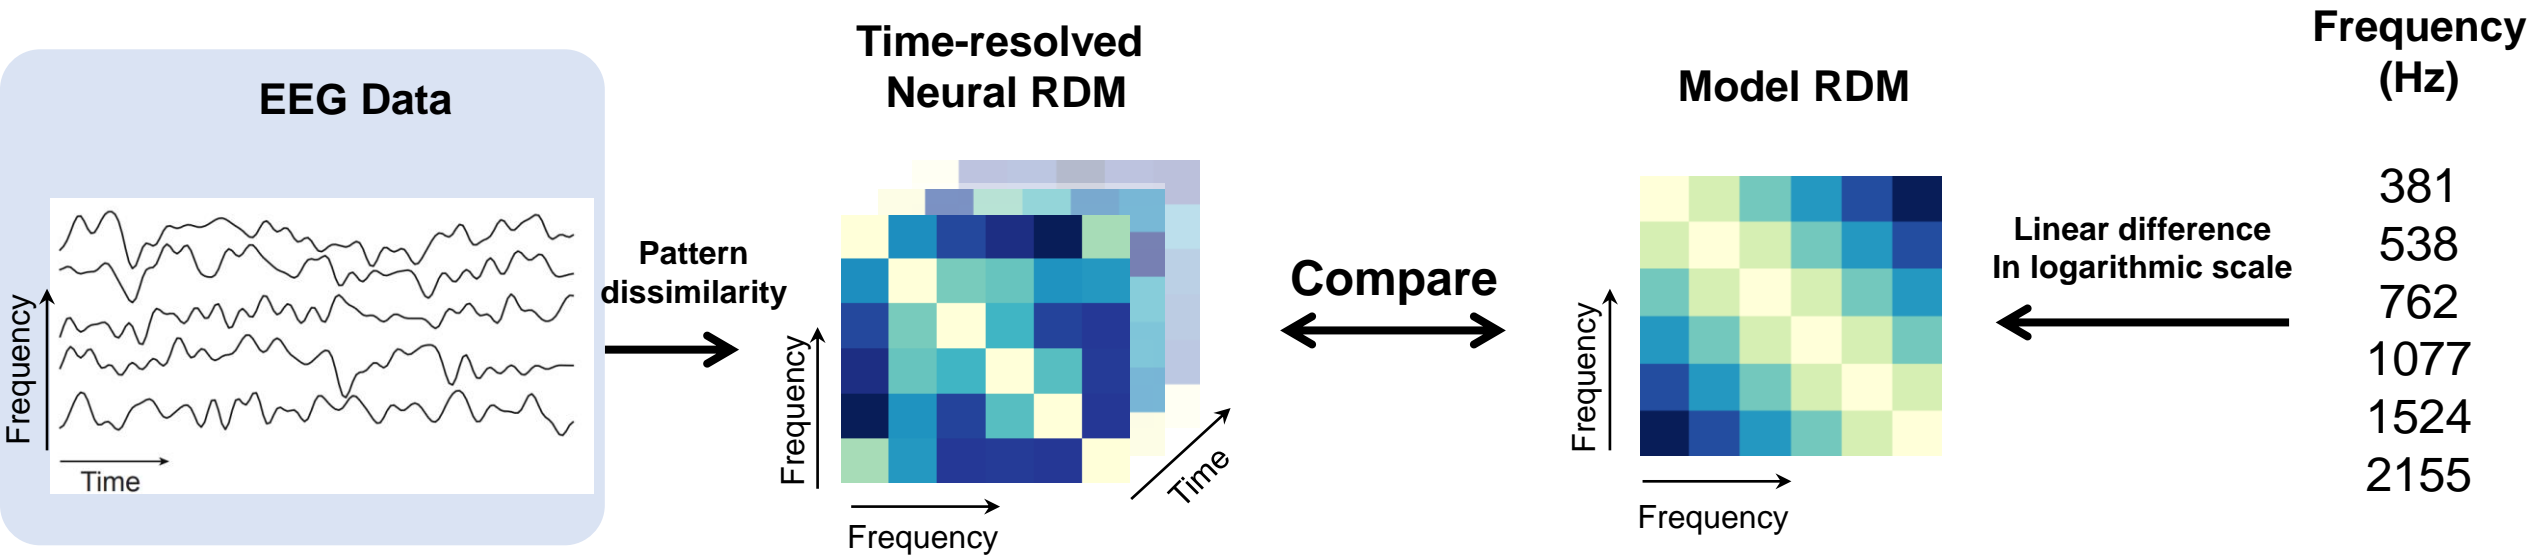 EEG Data
Frequency
Time
Pattern
dissimilarity
Time-resolved
Neural RDM
Frequency
Frequency
Time
Compare
Model RDM
Frequency
Frequency
Linear difference
In logarithmic scale
Frequency
(Hz)
381
538
762
1077
1524
2155